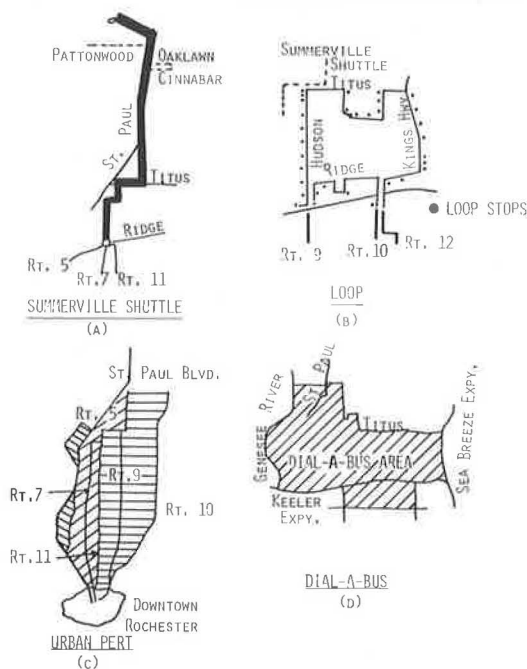 PATTONWOOD
OAKLAWN
CINNABAR
ST. PAUL
TITUS
RIDGE
RT. 5
RT.7 RT. 11
SUMMERVILLE SHUTTLE
(A)
SUMMERVILLE
SHUTTLE
TITUS
HUDSON
KINGS HWY
RIDGE
● LOOP STOPS
RT. 9 RT.10 RT. 12
LOOP
(B)
ST. PAUL BLVD.
RT. 5
RT.9
RT.7
RT. 10
RT.11
DOWNTOWN
ROCHESTER
URBAN PERT
(C)
GENESEE RIVER
ST. PAUL
TITUS
SEA BREEZE EXPY.
DIAL-A-BUS AREA
KEELER
EXPY.
DIAL-A-BUS
(D)